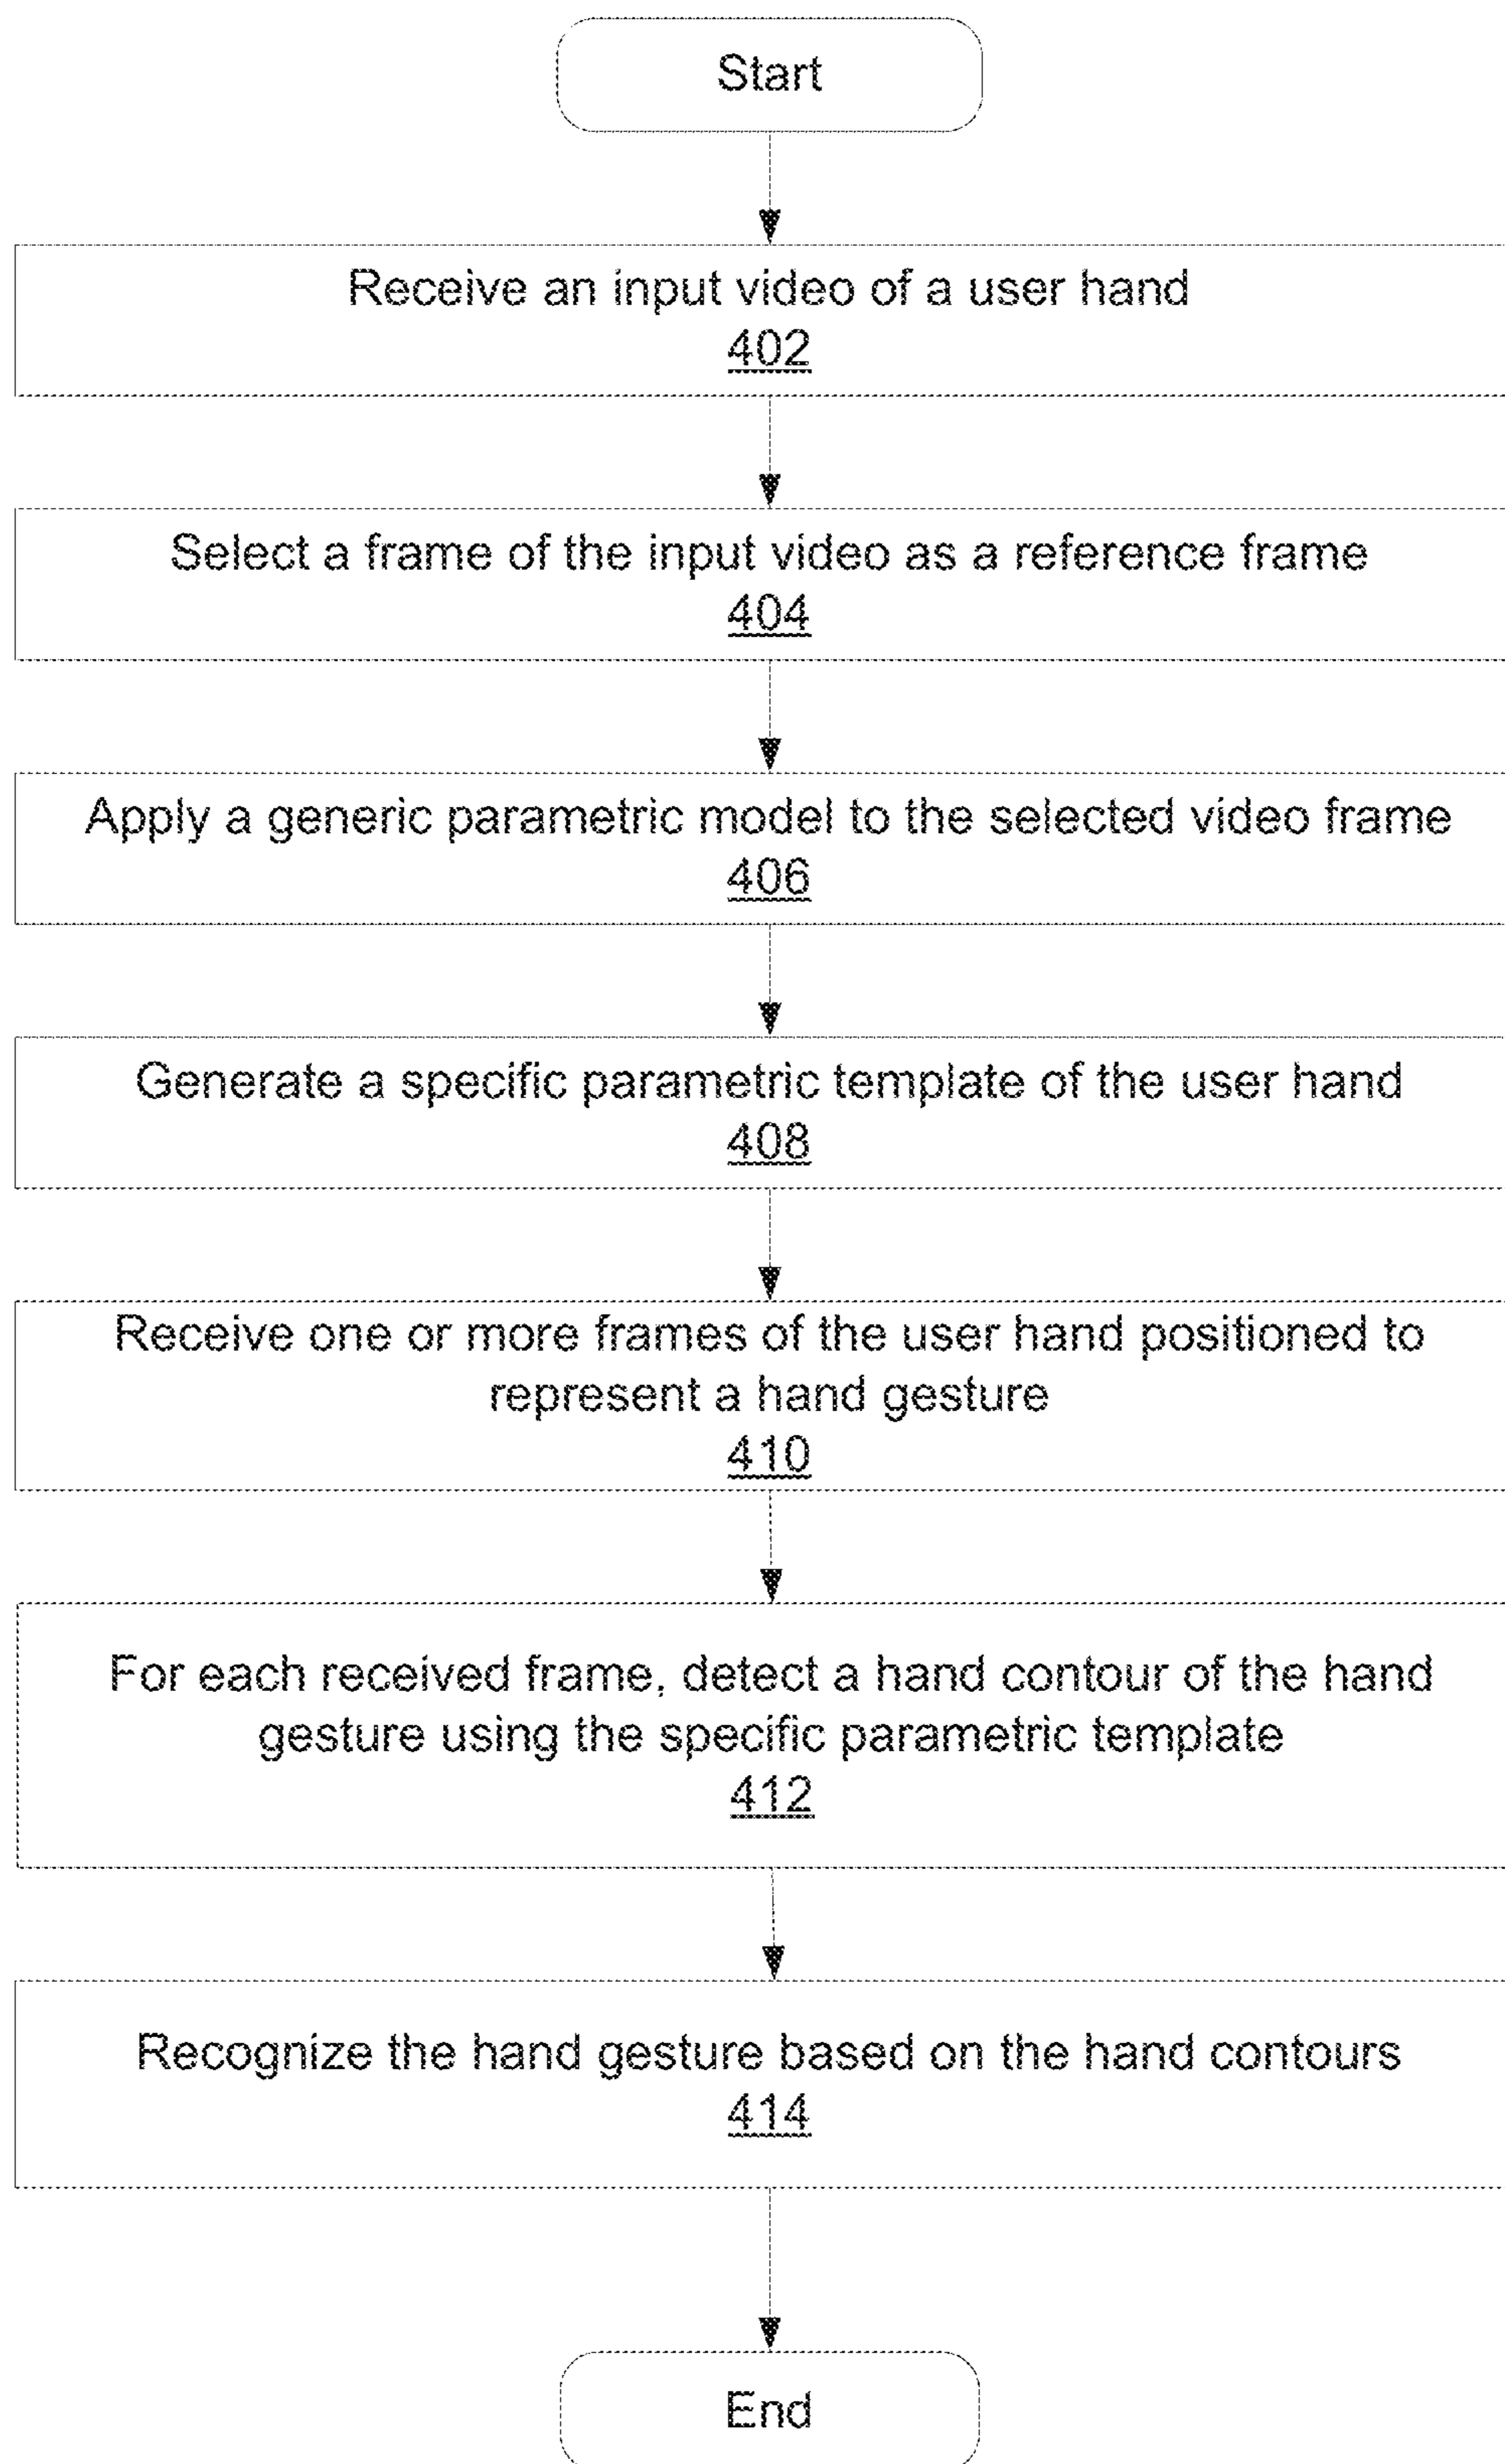 Start
Receive an input video of a user hand
402
Select a frame of the input video as a reference frame
404
Apply a generic parametric model to the selected video frame
406
Generate a specific parametric template of the user hand
408
Receive one or more frames of the user hand positioned to
represent a hand gesture
410
For each received frame, detect a hand contour of the hand
gesture using the specific parametric template
412
Recognize the hand gesture based on the hand contours
414
End